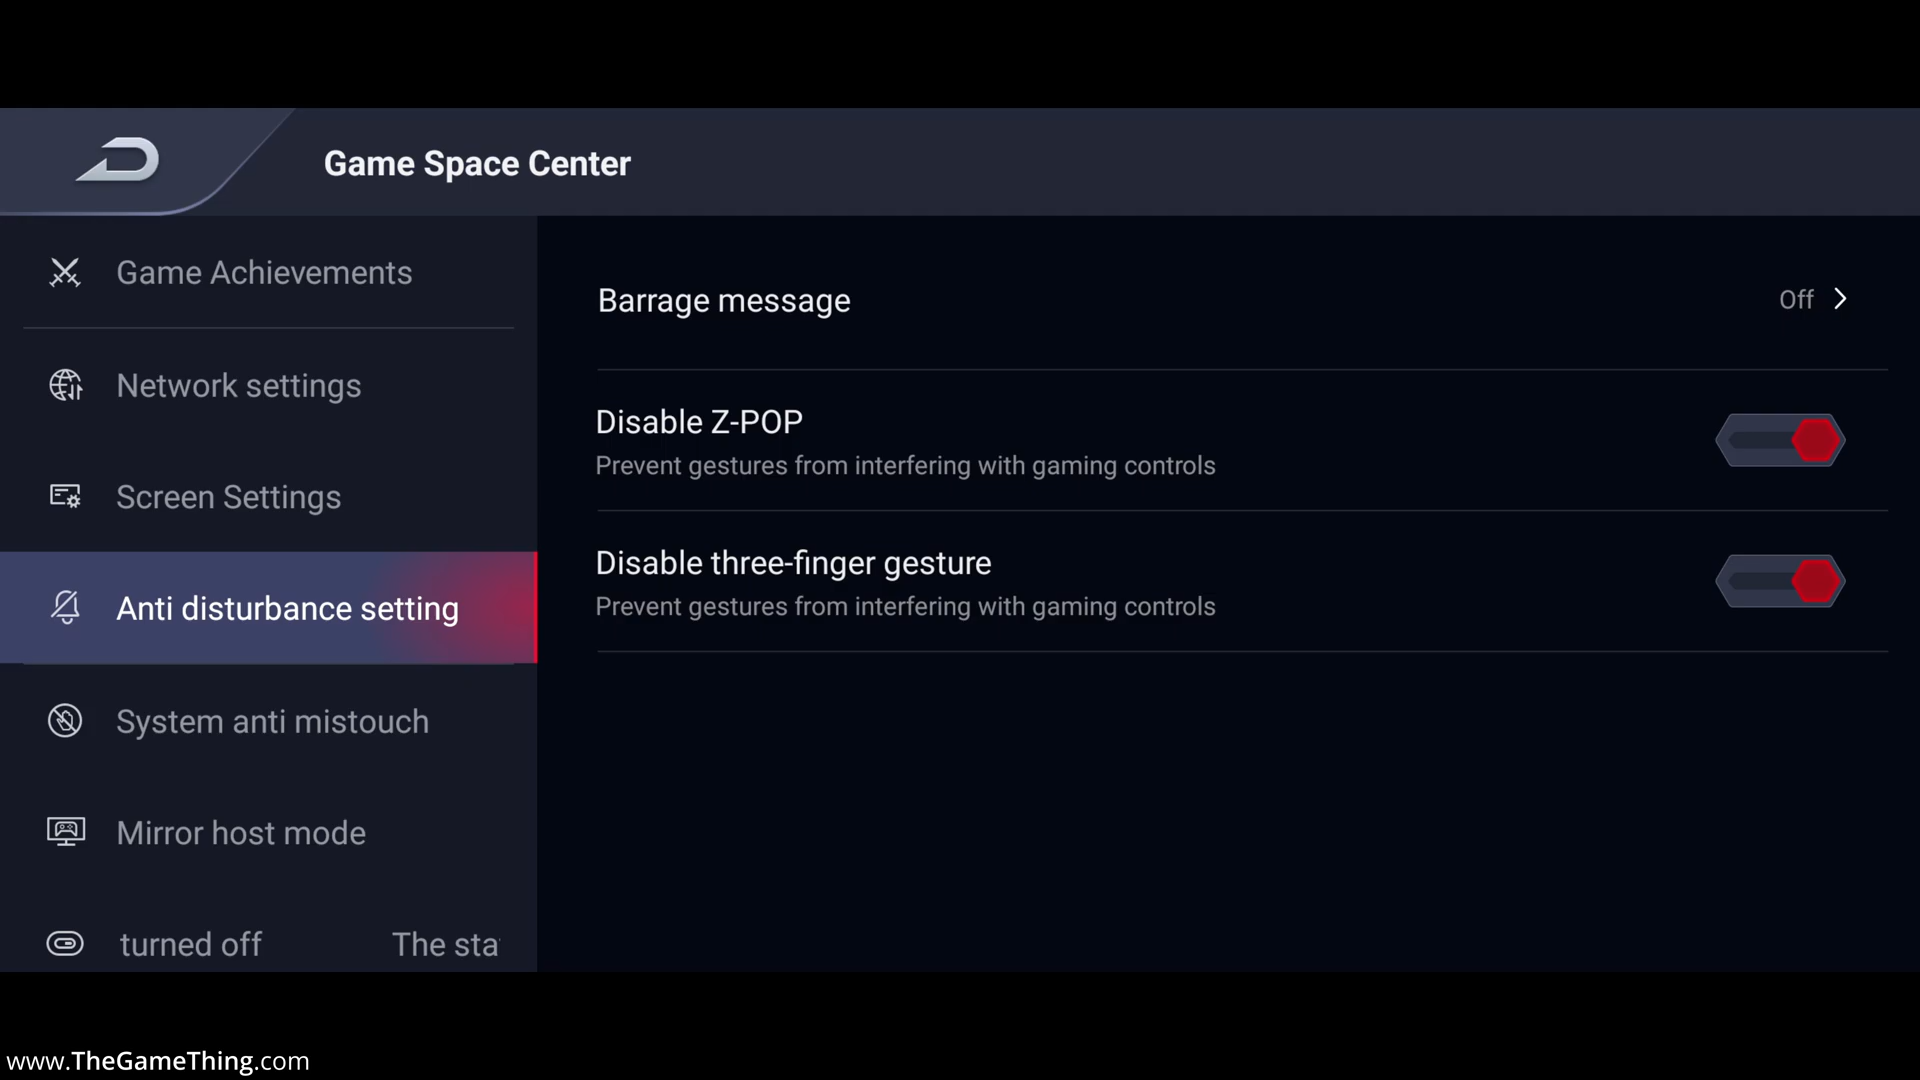 Game Space Center
Game Achievements
Network settings
Screen Settings
Anti disturbance setting
System anti mistouch
Mirror host mode
turned off The sta
Barrage message Off
Disable Z-POP
Prevent gestures from interfering with gaming controls
Disable three-finger gesture
Prevent gestures from interfering with gaming controls
www.TheGameThing.com